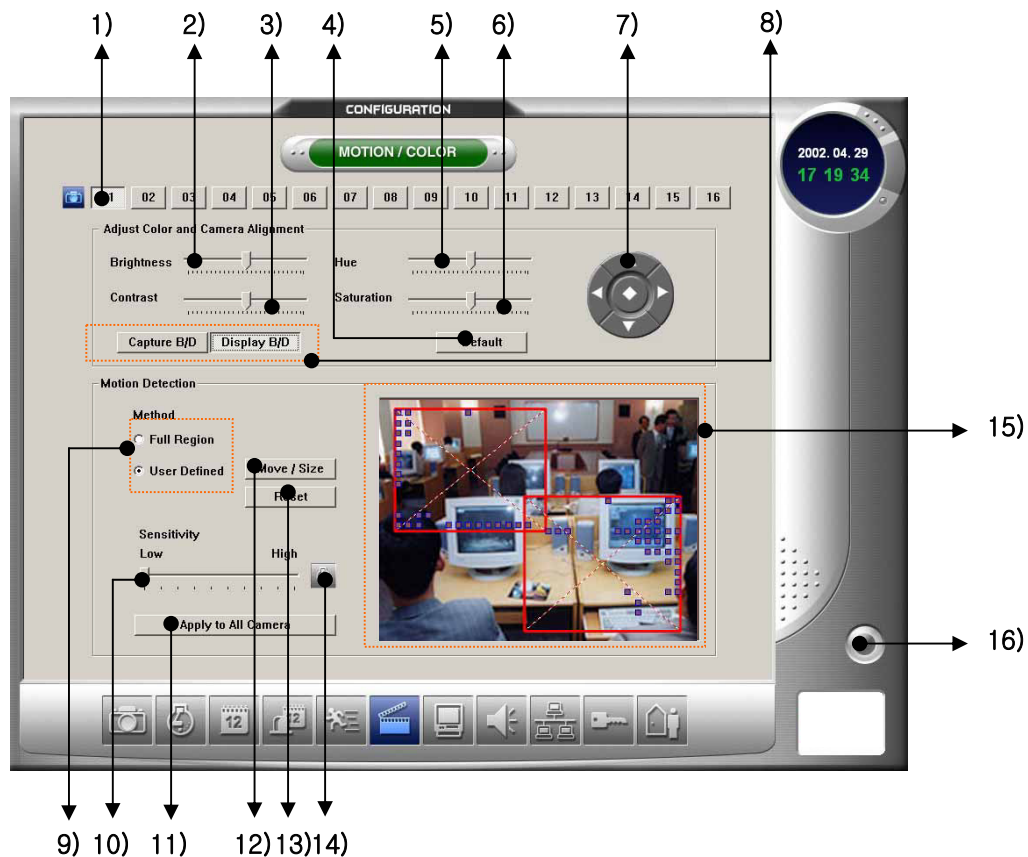 1) 2) 3) 4) 5) 6) 7) 8)
CONFIGURATION
MOTION / COLOR
2002. 04. 29
17 19 34
02 03 04 05 06 07 08 09 10 11 12 13 14 15 16
Adjust Color and Camera Alignment
Brightness Hue
Contrast Saturation
Capture B/D Display B/D
Motion Detection
Method
Full Region
15)
User Defined Move / Size
Sensitivity
Low High
Apply to All Camera
16)
12 12
9) 10) 11) 12) 13) 14)